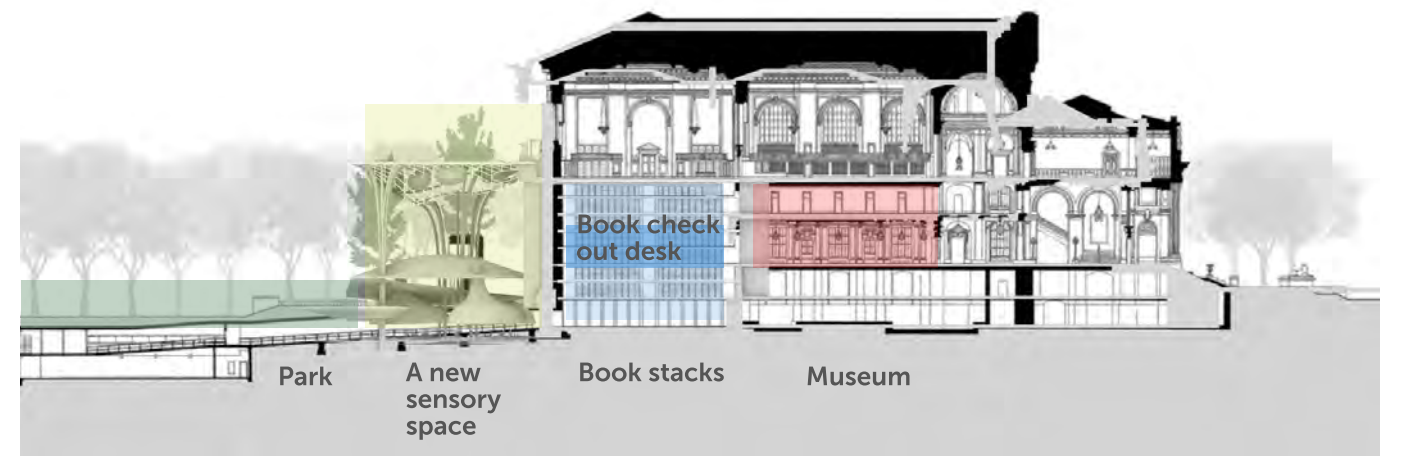 Book check
out desk
Park
A new
sensory
space
Book stacks
Museum